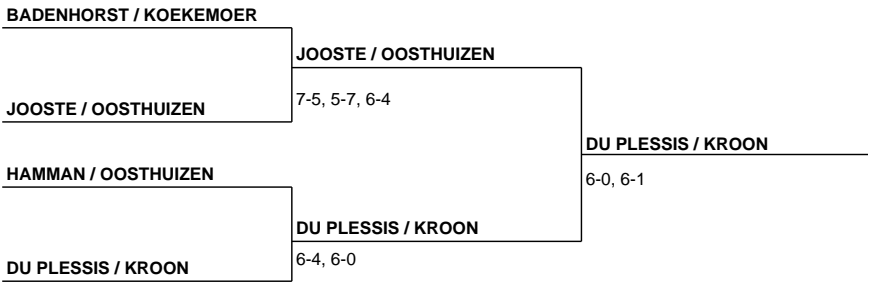 BADENHORST / KOEKEMOER
JOOSTE / OOSTHUIZEN
7-5, 5-7, 6-4
JOOSTE / OOSTHUIZEN
DU PLESSIS / KROON
6-0, 6-1
HAMMAN / OOSTHUIZEN
DU PLESSIS / KROON
6-4, 6-0
DU PLESSIS / KROON